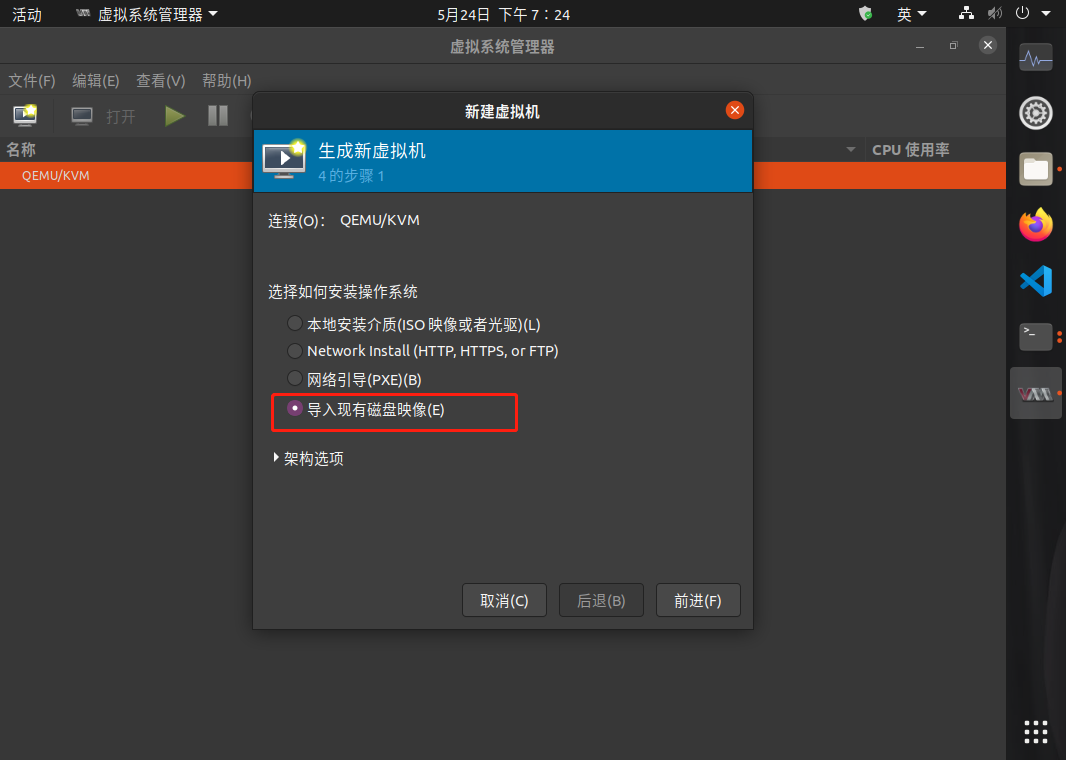 活动 虚拟系统管理器 5月24日 下午 7：24 英
虚拟系统管理器
文件(F) 编辑(E) 查看(V) 帮助(H)
打开
名称 CPU 使用率
QEMU/KVM
新建虚拟机
生成新虚拟机
4 的步骤 1
连接(O)： QEMU/KVM
选择如何安装操作系统
本地安装介质(ISO 映像或者光驱)(L)
Network Install (HTTP, HTTPS, or FTP)
网络引导(PXE)(B)
导入现有磁盘映像(E)
架构选项
取消(C) 后退(B) 前进(F)